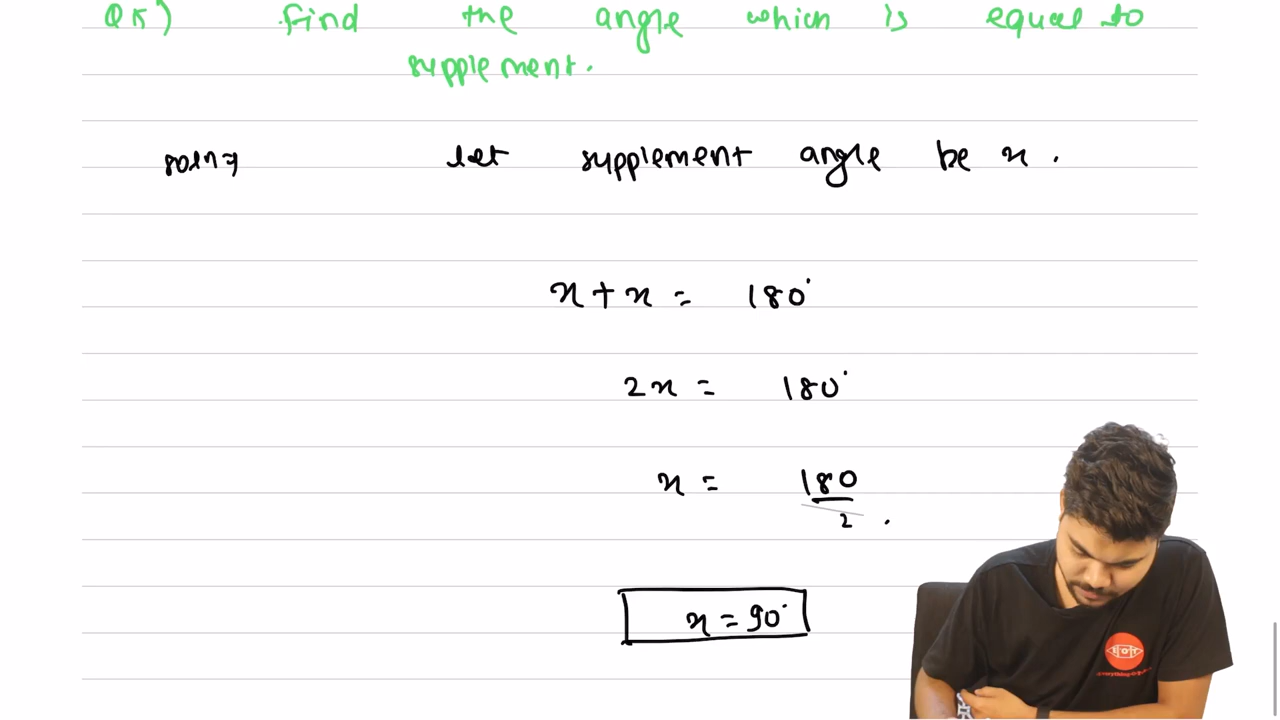 Q5) Find the angle which is equal to
supplement.
soln⇒ let supplement angle be x.
x + x = 180°
2x = 180°
x = 180
2.
x = 90°